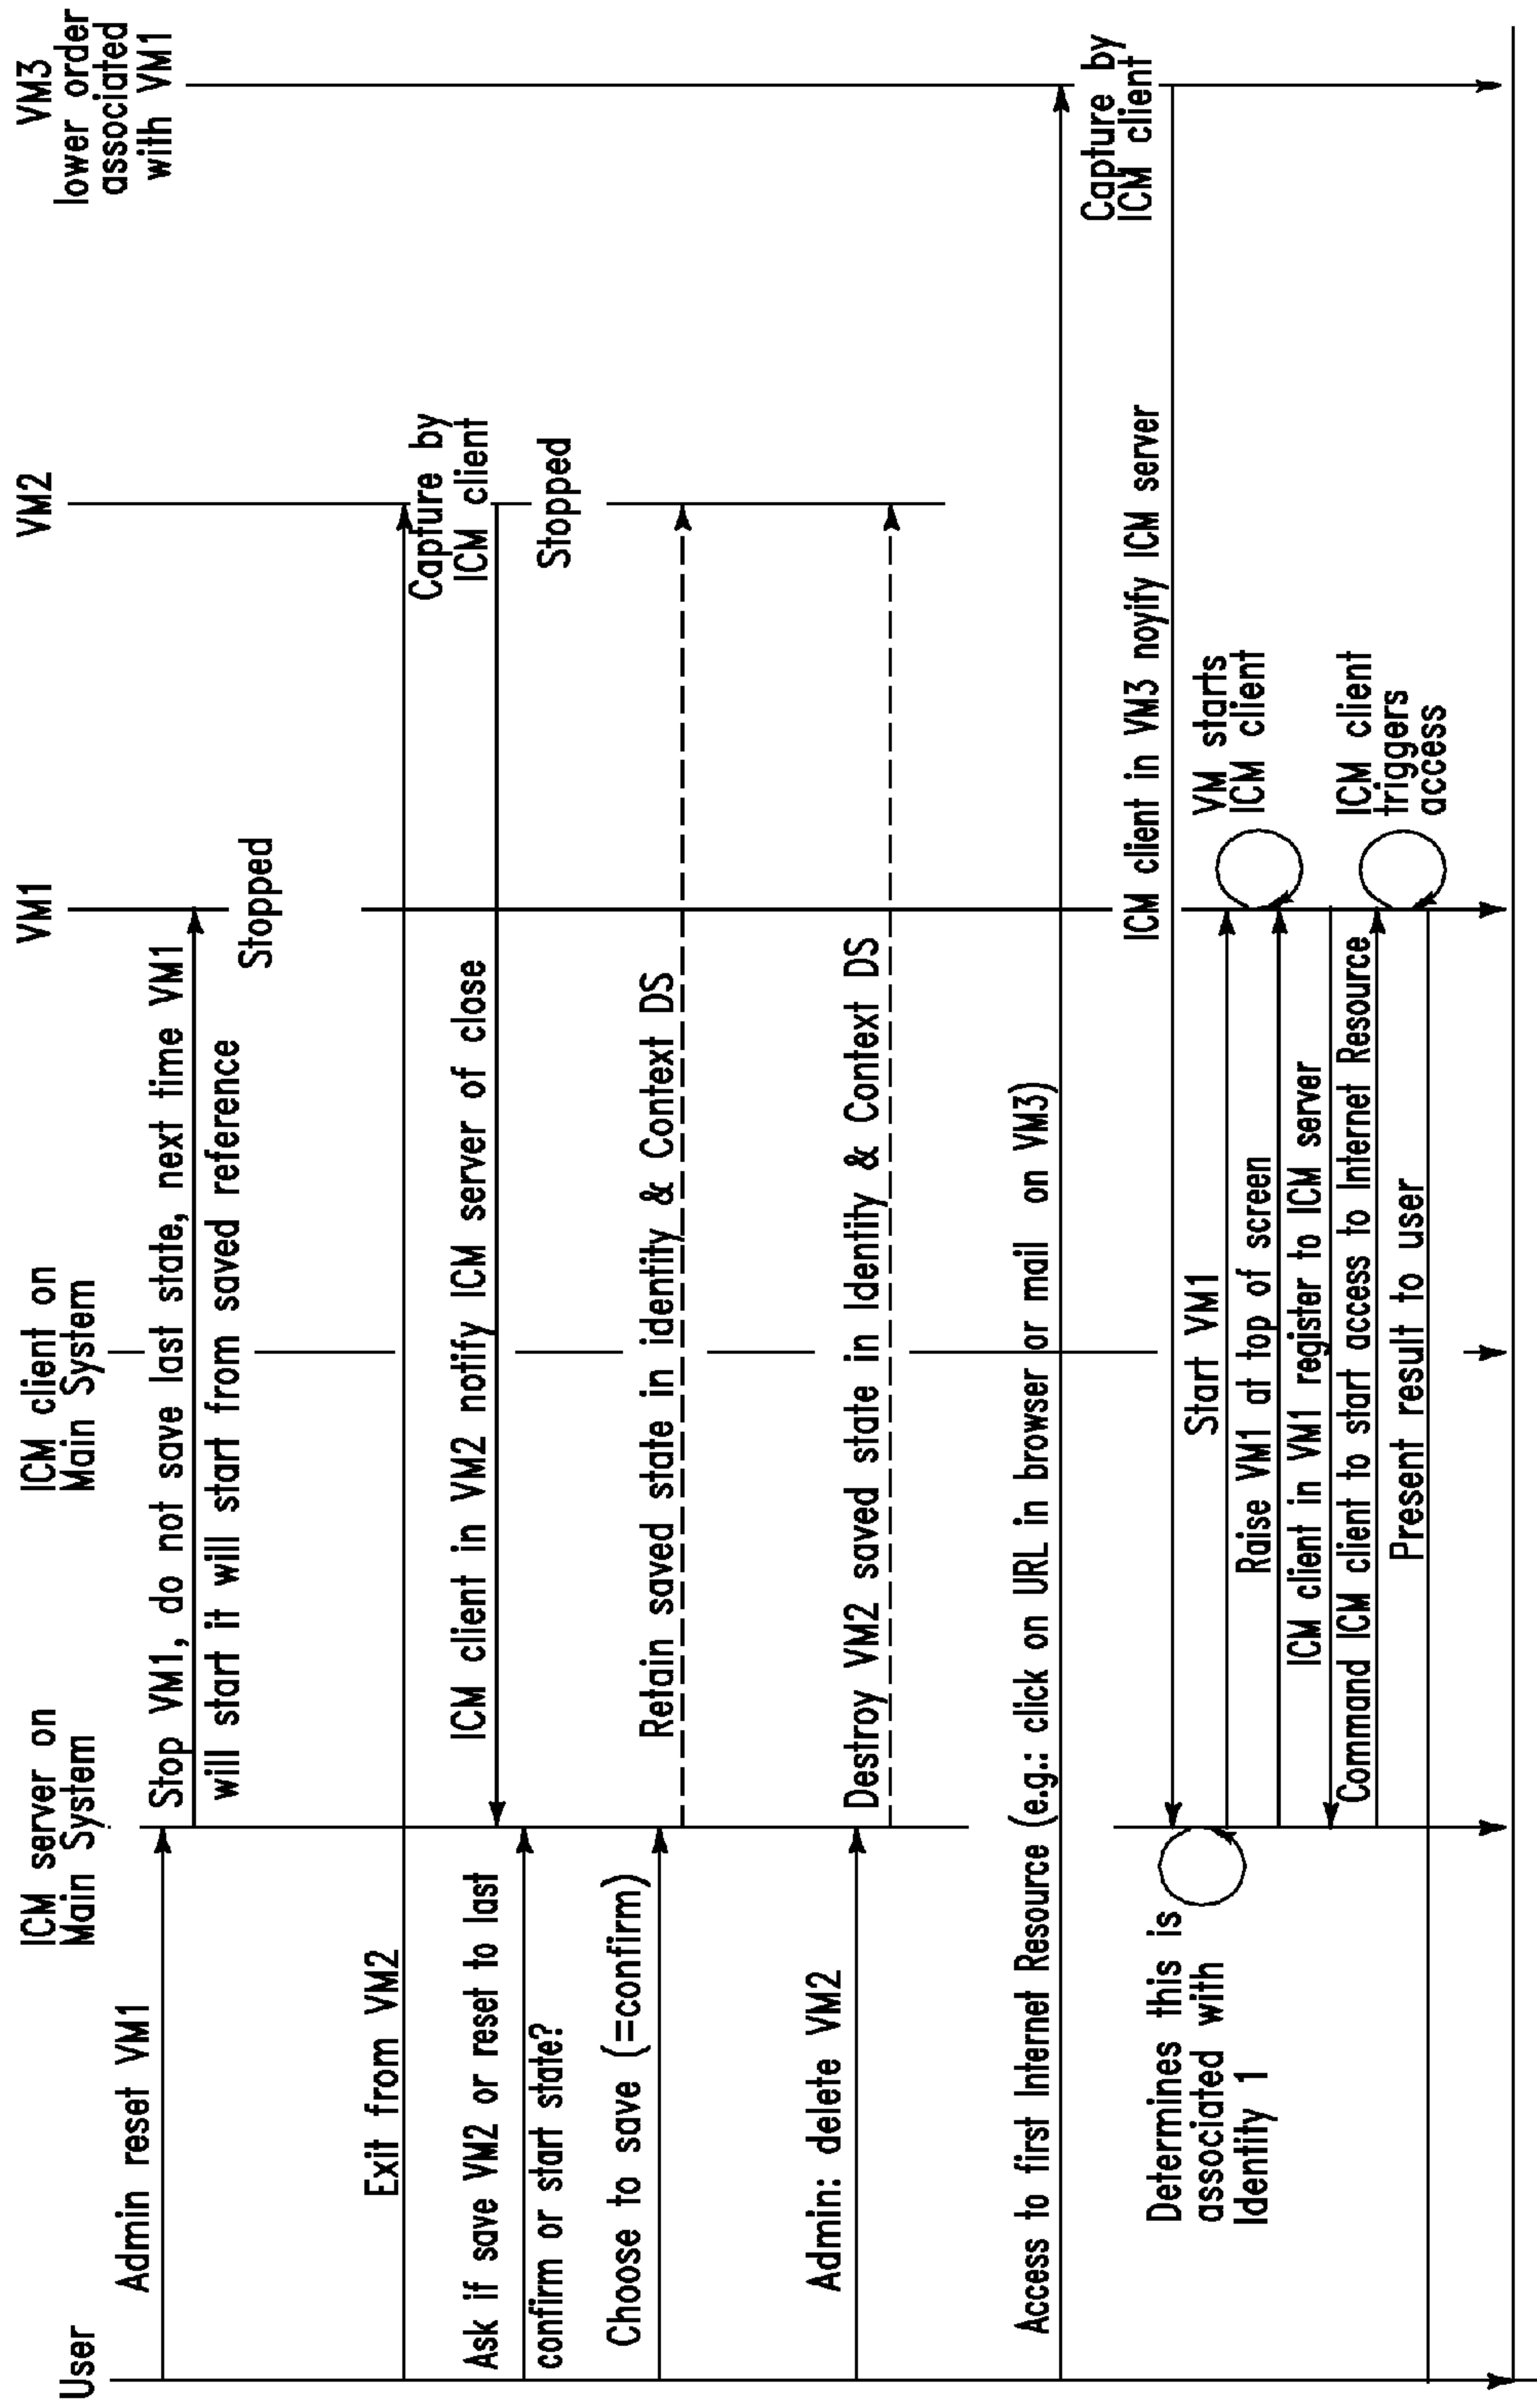 User
ICM server on
Main System
ICM client on
Main System
VM1
VM2
VM3
lower order
associated
with VM1
Admin reset VM1
Stop VM1, do not save last state, next time VM1
will start it will start from saved reference
Stopped
Exit from VM2
Capture by
ICM client
ICM client in VM2 notify ICM server of close
Stopped
Ask if save VM2 or reset to last
confirm or start state?
Choose to save (=confirm)
Retain saved state in identity & Context DS
Admin: delete VM2
Destroy VM2 saved state in Identity & Context DS
Access to first Internet Resource (e.g.: click on URL in browser or mail on VM3)
Capture by
ICM client
ICM client in VM3 noyify ICM server
Determines this is
associated with
Identity 1
Start VM1
VM starts
ICM client
Raise VM1 at top of screen
ICM client in VM1 register to ICM server
Command ICM client to start access to Internet Resource
ICM client
triggers
access
Present result to user